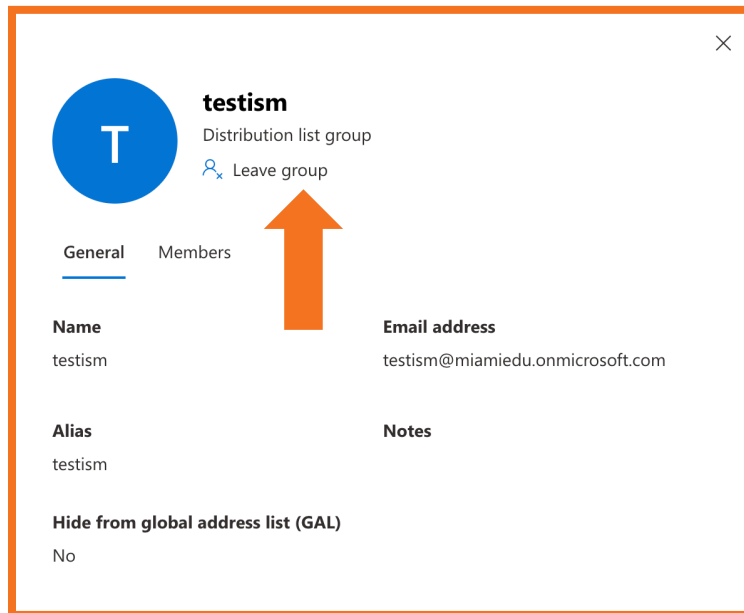 T
testism
Distribution list group
Leave group
General Members
Name
testism
Email address
testism@miamiedu.onmicrosoft.com
Alias
testism
Notes
Hide from global address list (GAL)
No